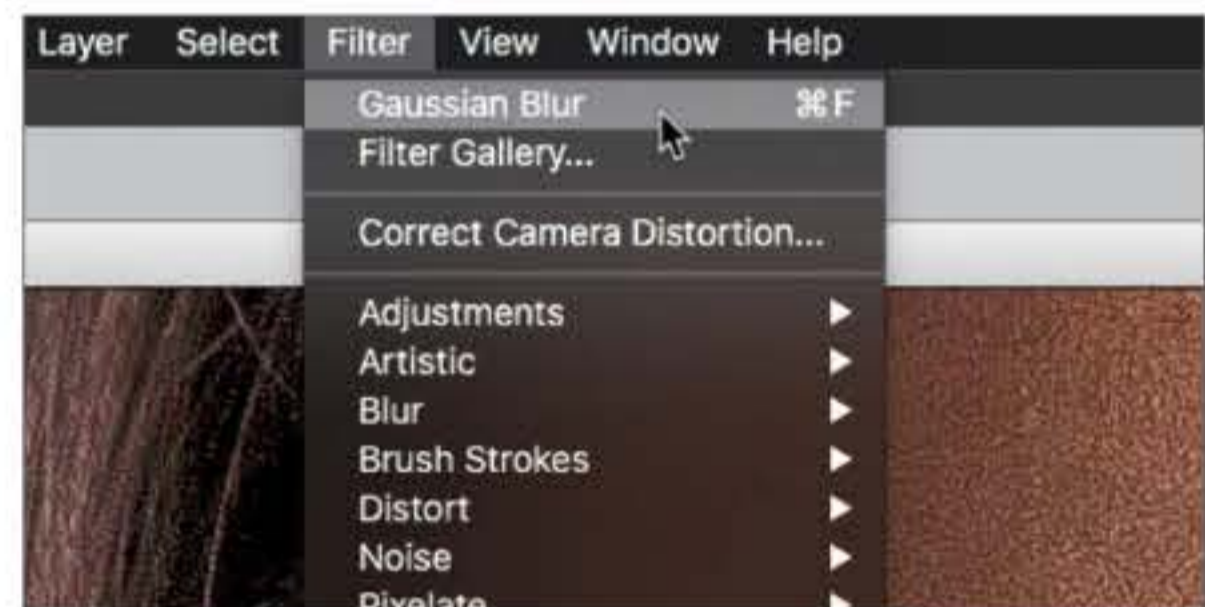 Layer Select Filter View Window Help
Gaussian Blur ⌘F
Filter Gallery...
Correct Camera Distortion...
Adjustments ▶
Artistic ▶
Blur ▶
Brush Strokes ▶
Distort ▶
Noise ▶
Pixelate ▶